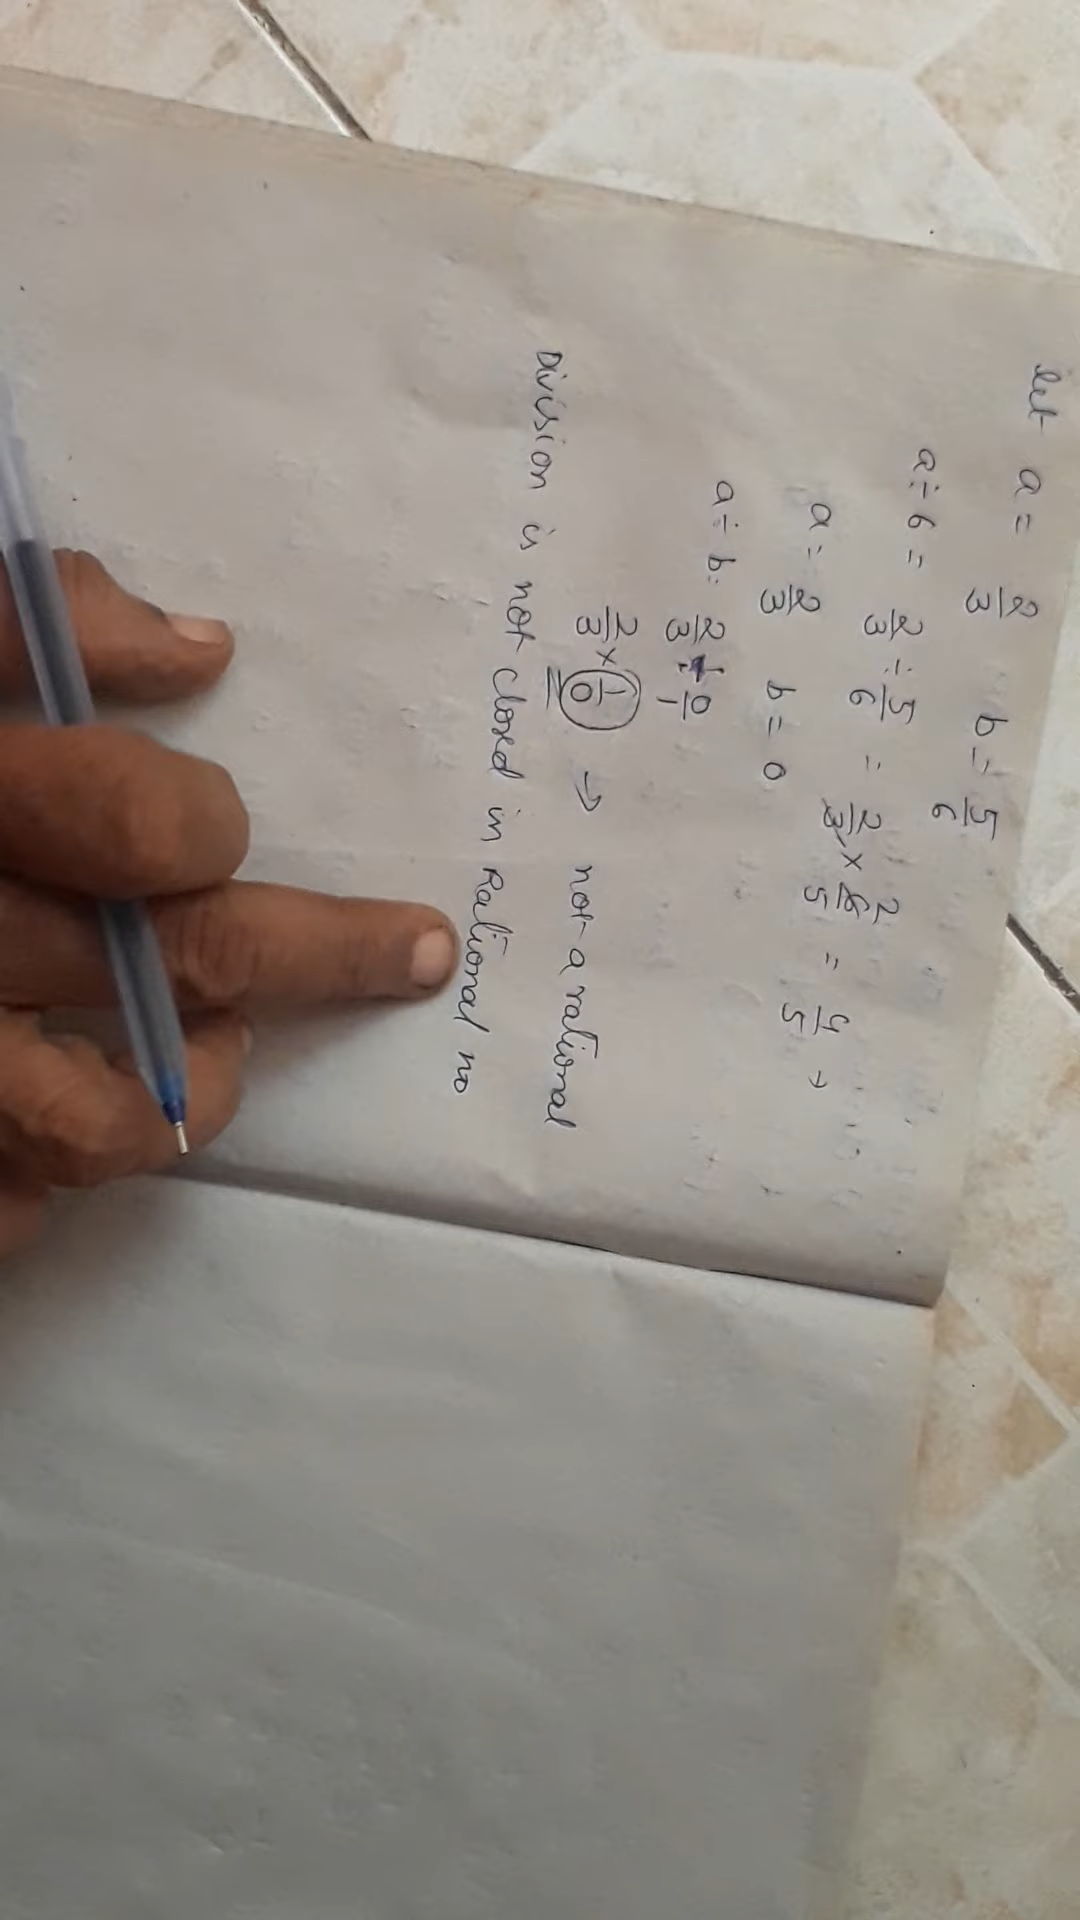 let a = 2/3 b = 5/6
a ÷ b = 2/3 ÷ 5/6 = 2/3 × 6/5 2 = 4/5 →
a = 2/3 b = 0
a ÷ b = 2/3 ÷ 0/1
2/3 × 1/0 → not a rational
Division is not closed in Rational no